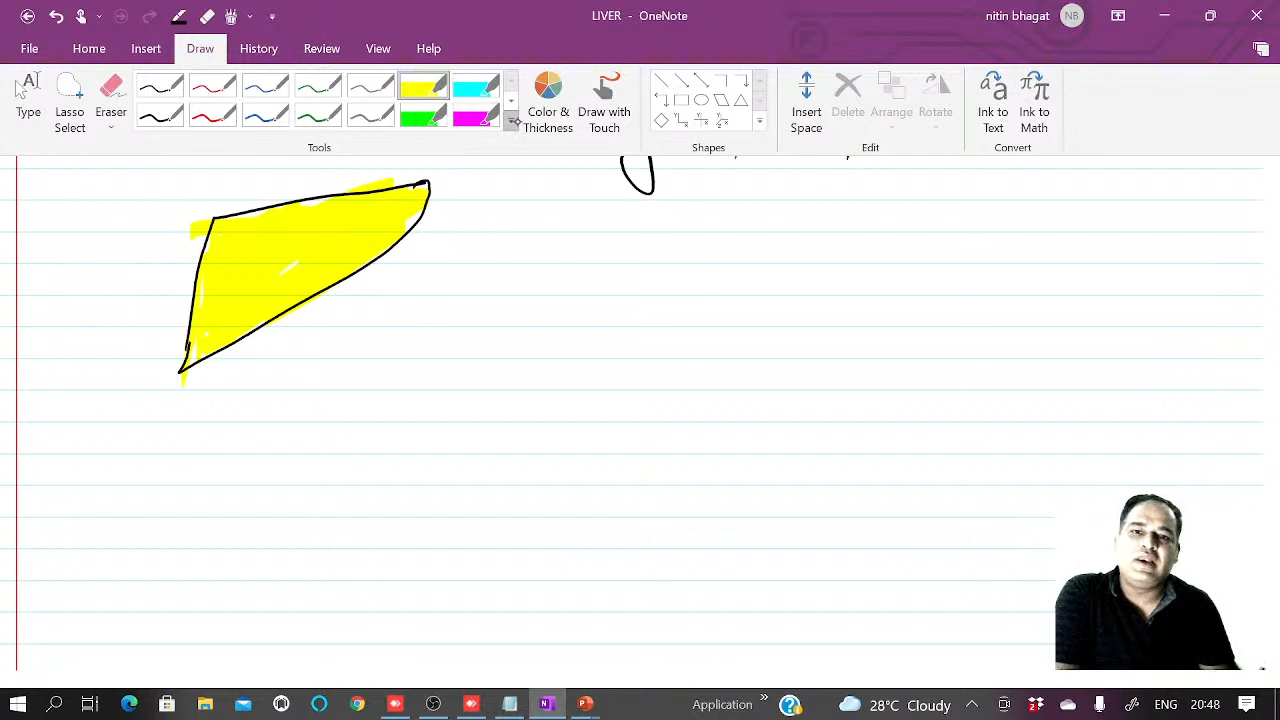 LIVER - OneNote
nitin bhagat NB
File Home Insert Draw History Review View Help
Type
Lasso Select
Eraser
Color & Thickness
Draw with Touch
Insert Space
Delete
Arrange
Rotate
Ink to Text
Ink to Math
Tools
Shapes
Edit
Convert
Application
28°C Cloudy
ENG 20:48